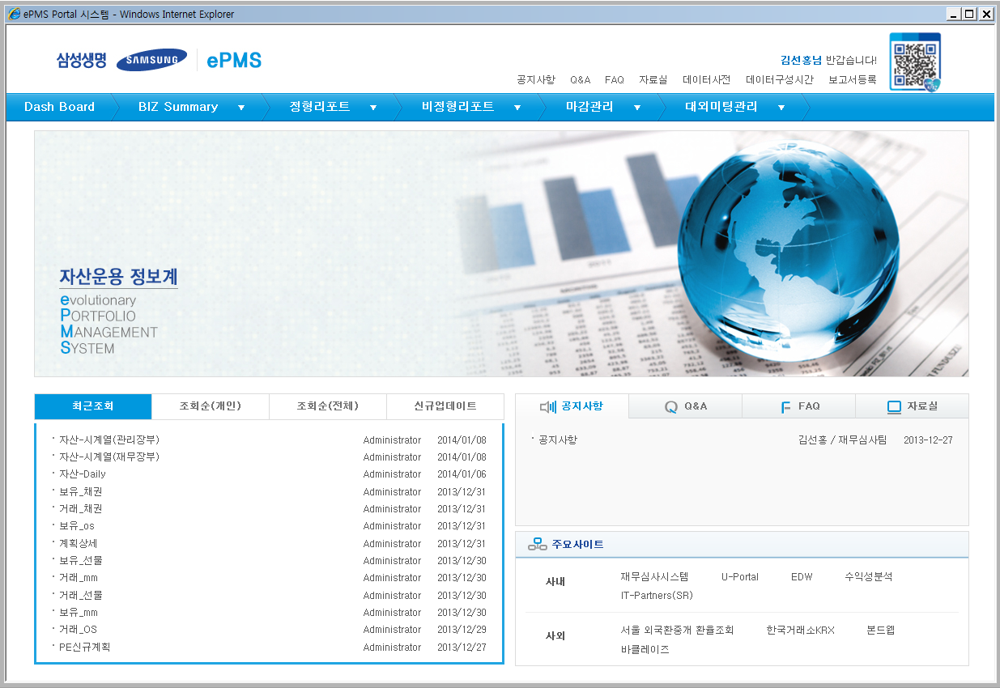 ePMS Portal 시스템 - Windows Internet Explorer
삼성생명 SAMSUNG ePMS
김선홍님 반갑습니다!
공지사항 Q&A FAQ 자료실 데이터사전 데이터구성시간 보고서등록
Dash Board BIZ Summary ▼ 정형리포트 ▼ 비정형리포트 ▼ 마감관리 ▼ 대외미팅관리 ▼
자산운용 정보계
evolutionary
PORTFOLIO
MANAGEMENT
SYSTEM
최근조회 조회순(개인) 조회순(전체) 신규업데이트
자산-시계열(관리장부) Administrator 2014/01/08
자산-시계열(재무장부) Administrator 2014/01/08
자산-Daily Administrator 2014/01/06
보유_채권 Administrator 2013/12/31
거래_채권 Administrator 2013/12/31
보유_os Administrator 2013/12/31
계획상세 Administrator 2013/12/31
보유_선물 Administrator 2013/12/30
거래_mm Administrator 2013/12/30
거래_선물 Administrator 2013/12/30
보유_mm Administrator 2013/12/30
거래_OS Administrator 2013/12/29
PE신규계획 Administrator 2013/12/27
공지사항 Q&A FAQ 자료실
공지사항 김선홍 / 재무심사팀 2013-12-27
주요사이트
사내 재무심사시스템 U-Portal EDW 수익성분석
IT-Partners(SR)
사외 서울 외국환중개 환율조회 한국거래소KRX 본드웹
바클레이즈